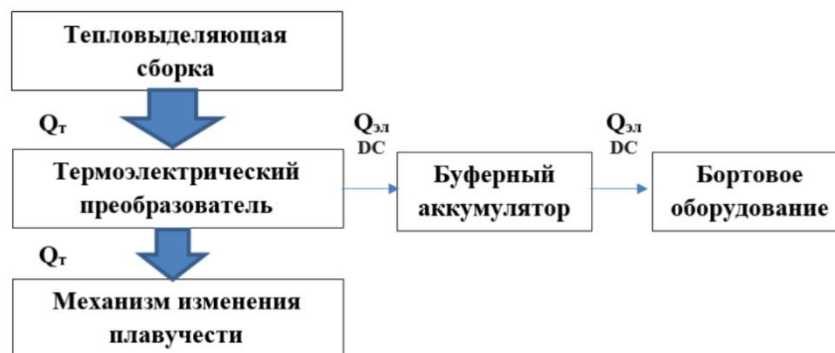 Тепловыделяющая
сборка
Qт
Qэл
DC
Qэл
DC
Термоэлектрический
преобразователь
Буферный
аккумулятор
Бортовое
оборудование
Qт
Механизм изменения
плавучести